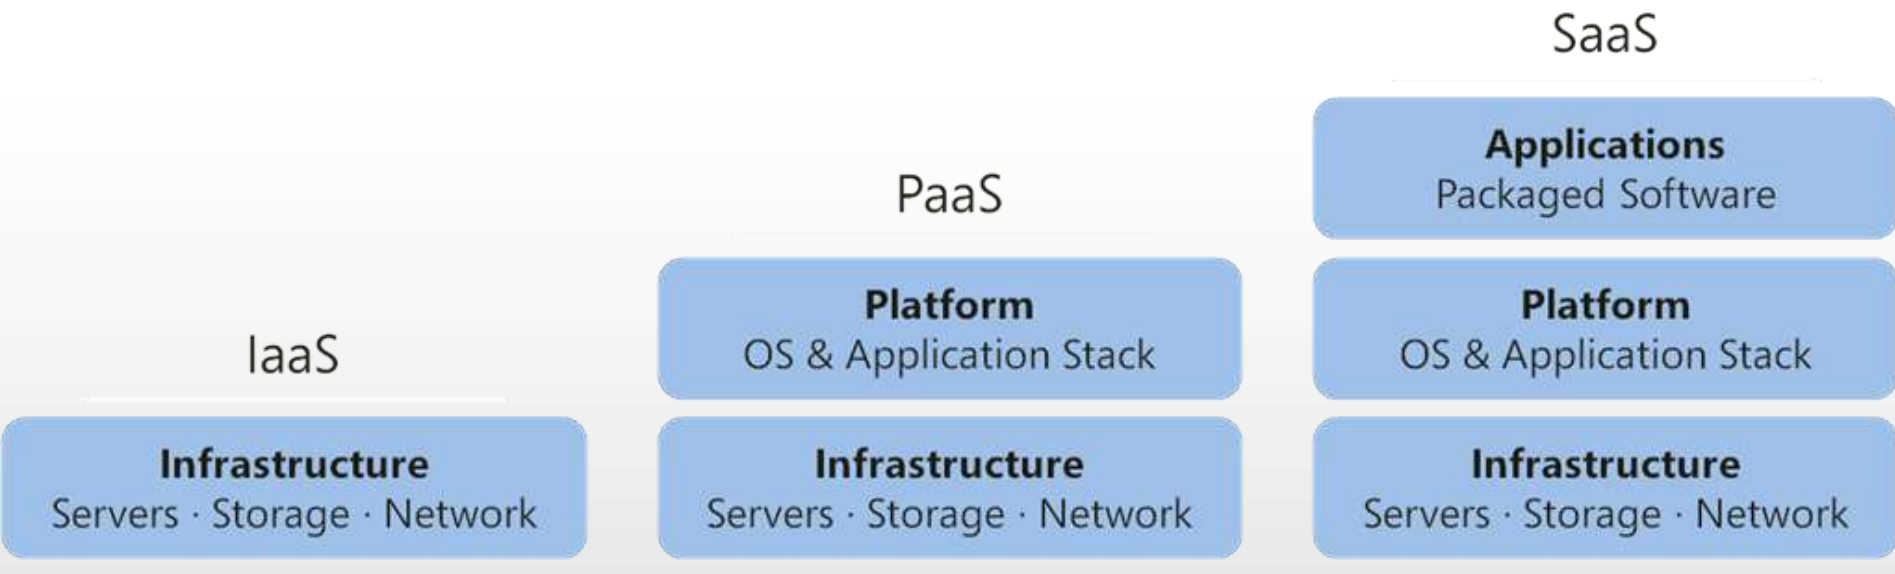 IaaS
Infrastructure
Servers · Storage · Network
PaaS
Platform
OS & Application Stack
Infrastructure
Servers · Storage · Network
SaaS
Applications
Packaged Software
Platform
OS & Application Stack
Infrastructure
Servers · Storage · Network